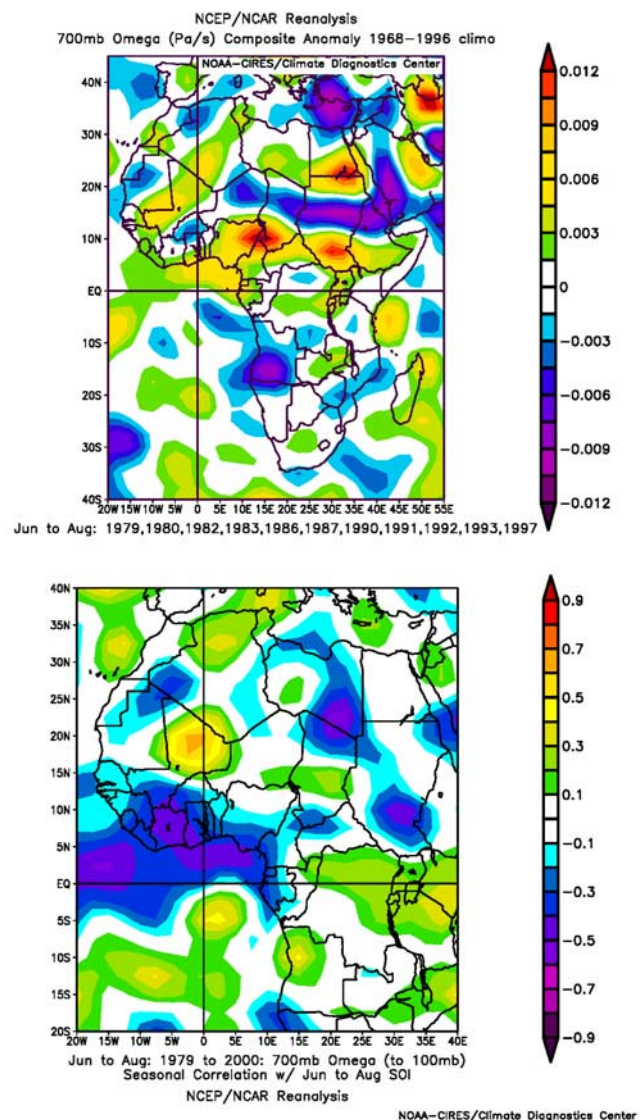 NCEP/NCAR Reanalysis
700mb Omega (Pa/s) Composite Anomaly 1968-1996 climo
NOAA-CIRES/Climate Diagnostics Center
40N
30N
20N
10N
EQ
10S
20S
30S
40S
20W 15W 10W 5W 0 5E 10E 15E 20E 25E 30E 35E 40E 45E 50E 55E
0.012
0.009
0.006
0.003
0
-0.003
-0.006
-0.009
-0.012
Jun to Aug: 1979,1980,1982,1983,1986,1987,1990,1991,1992,1993,1997
40N
35N
30N
25N
20N
15N
10N
5N
EQ
5S
10S
15S
20S
20W 15W 10W 5W 0 5E 10E 15E 20E 25E 30E 35E 40E
0.9
0.7
0.5
0.3
0.1
-0.1
-0.3
-0.5
-0.7
-0.9
Jun to Aug: 1979 to 2000: 700mb Omega (to 100mb)
Seasonal Correlation w/ Jun to Aug SOI
NCEP/NCAR Reanalysis
NOAA-CIRES/Climate Diagnostics Center